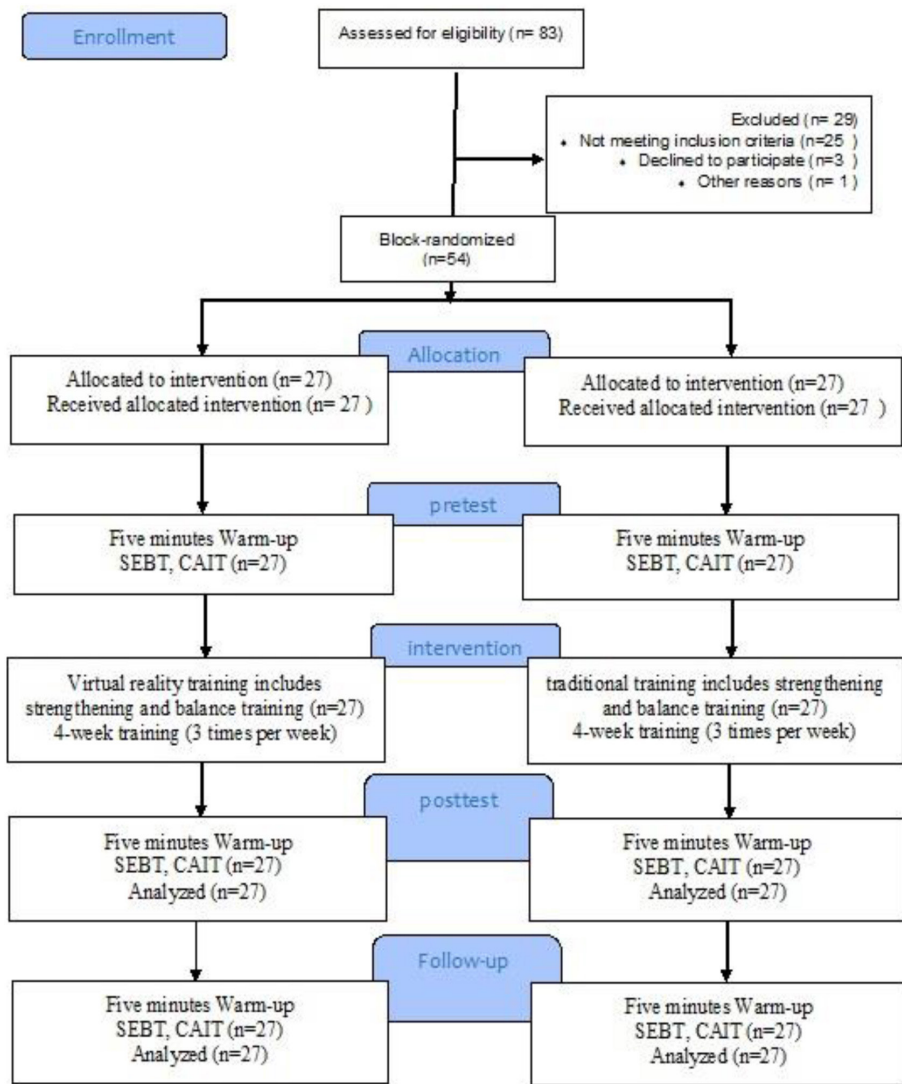 Enrollment
Assessed for eligibility (n= 83)
Excluded (n= 29)
⬩ Not meeting inclusion criteria (n=25 )
⬩ Declined to participate (n=3 )
⬩ Other reasons (n= 1 )
Block-randomized
(n=54)
Allocation
Allocated to intervention (n= 27)
Received allocated intervention (n= 27 )
Allocated to intervention (n=27)
Received allocated intervention (n=27 )
pretest
Five minutes Warm-up
SEBT, CAIT (n=27)
Five minutes Warm-up
SEBT, CAIT (n=27)
intervention
Virtual reality training includes
strengthening and balance training (n=27)
4-week training (3 times per week)
traditional training includes strengthening
and balance training (n=27)
4-week training (3 times per week)
posttest
Five minutes Warm-up
SEBT, CAIT (n=27)
Analyzed (n=27)
Five minutes Warm-up
SEBT, CAIT (n=27)
Analyzed (n=27)
Follow-up
Five minutes Warm-up
SEBT, CAIT (n=27)
Analyzed (n=27)
Five minutes Warm-up
SEBT, CAIT (n=27)
Analyzed (n=27)